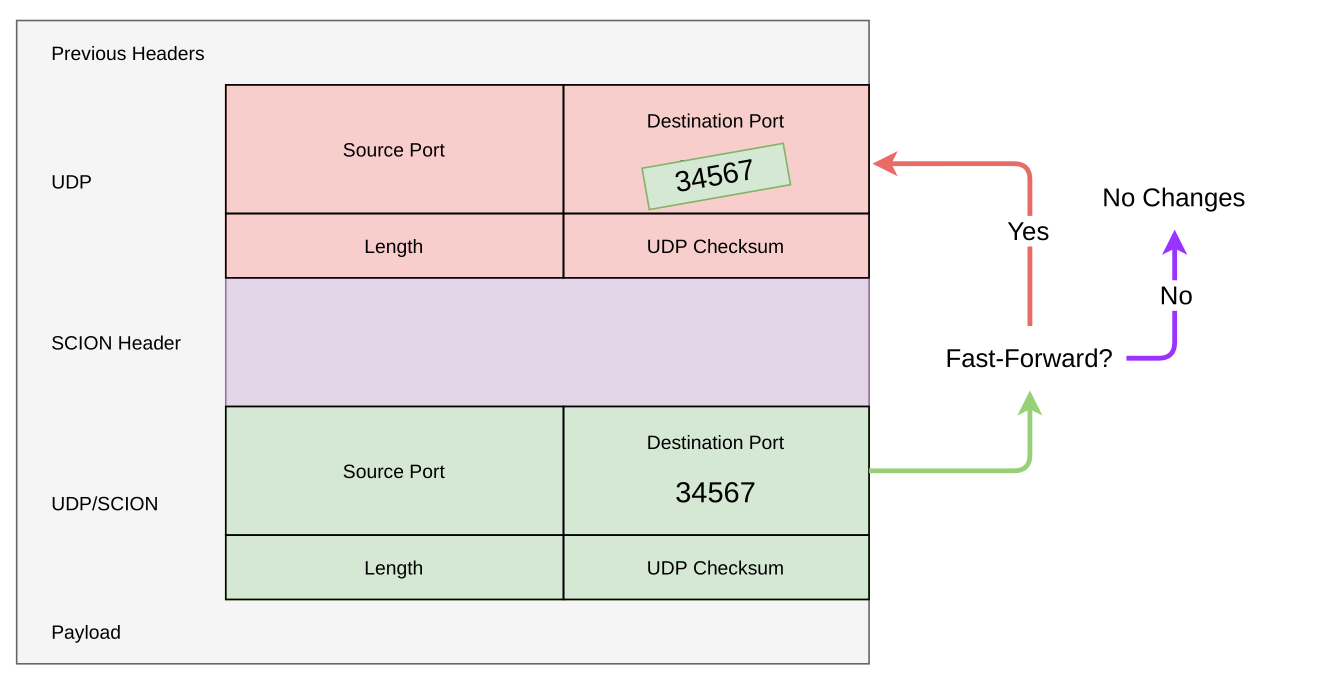 Previous Headers
UDP
Source Port
Destination Port
34567
Length
UDP Checksum
SCION Header
UDP/SCION
Source Port
Destination Port
34567
Length
UDP Checksum
Payload
Yes
No Changes
No
Fast-Forward?